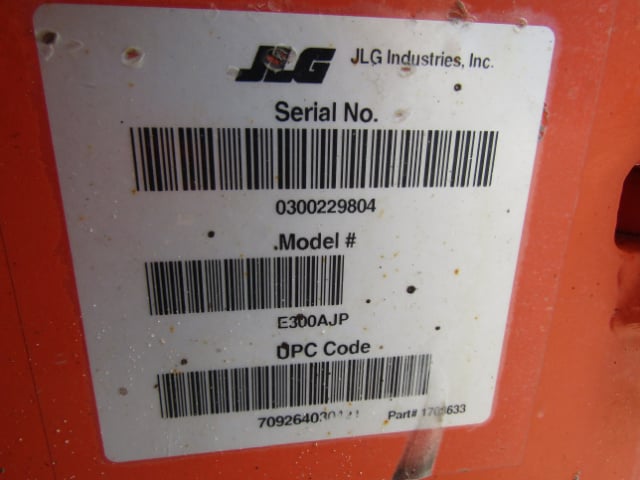 JLG JLG Industries, Inc.
Serial No.
0300229804
Model #
E300AJP
UPC Code
Part#